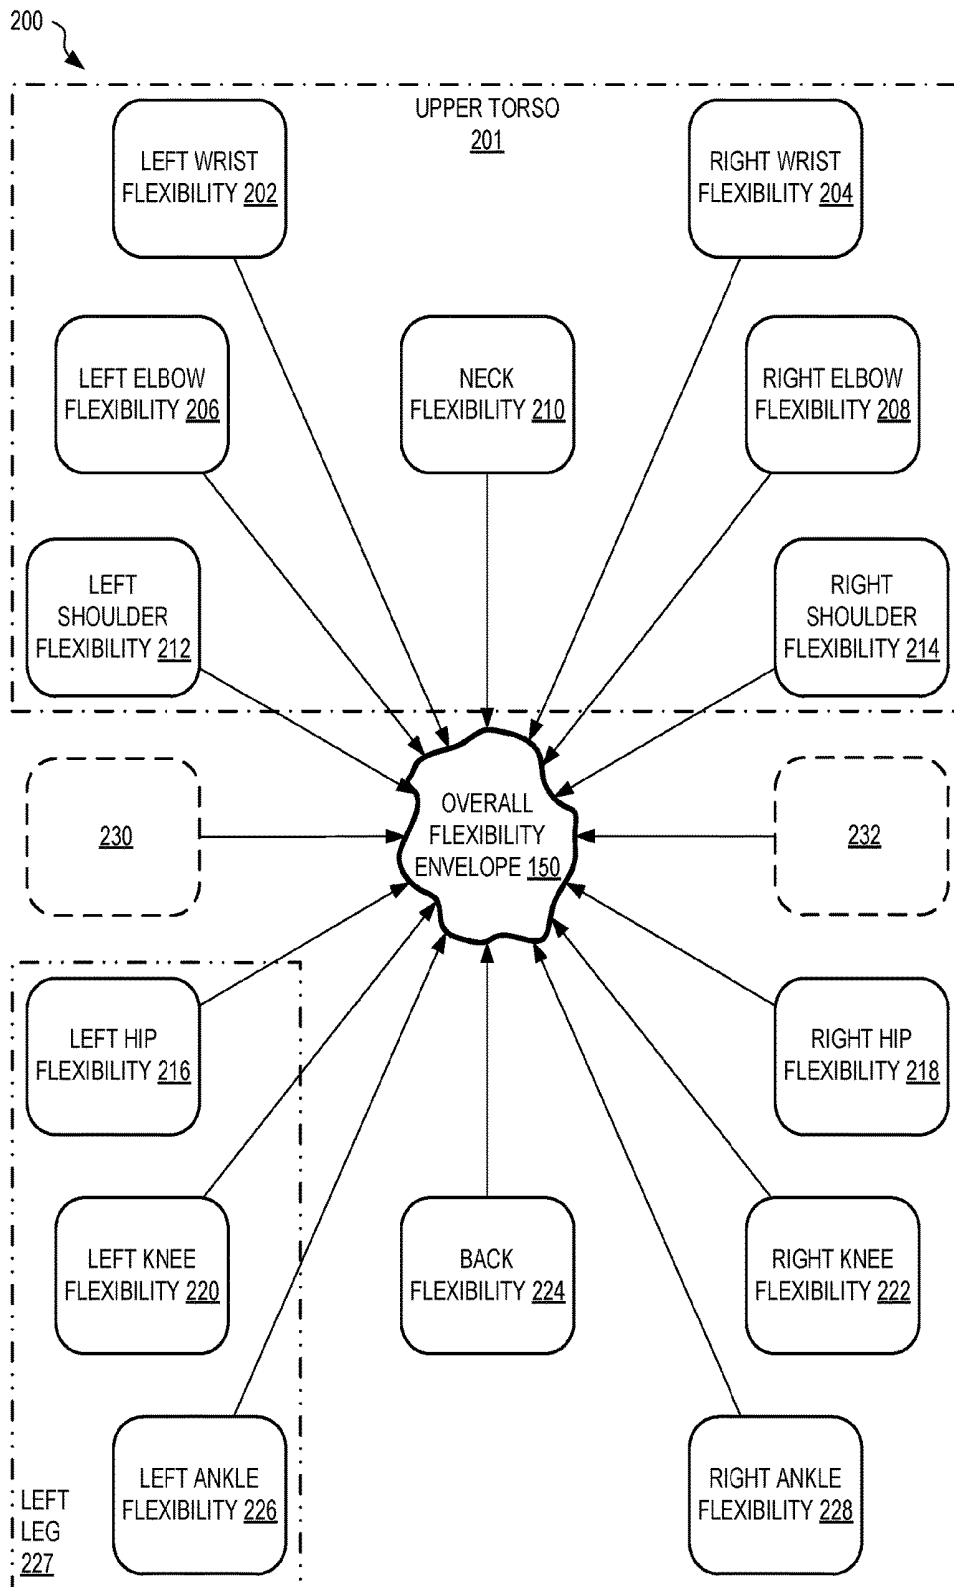 200
UPPER TORSO
201
LEFT WRIST
FLEXIBILITY 202
RIGHT WRIST
FLEXIBILITY 204
LEFT ELBOW
FLEXIBILITY 206
NECK
FLEXIBILITY 210
RIGHT ELBOW
FLEXIBILITY 208
LEFT
SHOULDER
FLEXIBILITY 212
RIGHT
SHOULDER
FLEXIBILITY 214
230
OVERALL
FLEXIBILITY
ENVELOPE 150
232
LEFT HIP
FLEXIBILITY 216
RIGHT HIP
FLEXIBILITY 218
LEFT KNEE
FLEXIBILITY 220
BACK
FLEXIBILITY 224
RIGHT KNEE
FLEXIBILITY 222
LEFT ANKLE
FLEXIBILITY 226
RIGHT ANKLE
FLEXIBILITY 228
LEFT
LEG
227